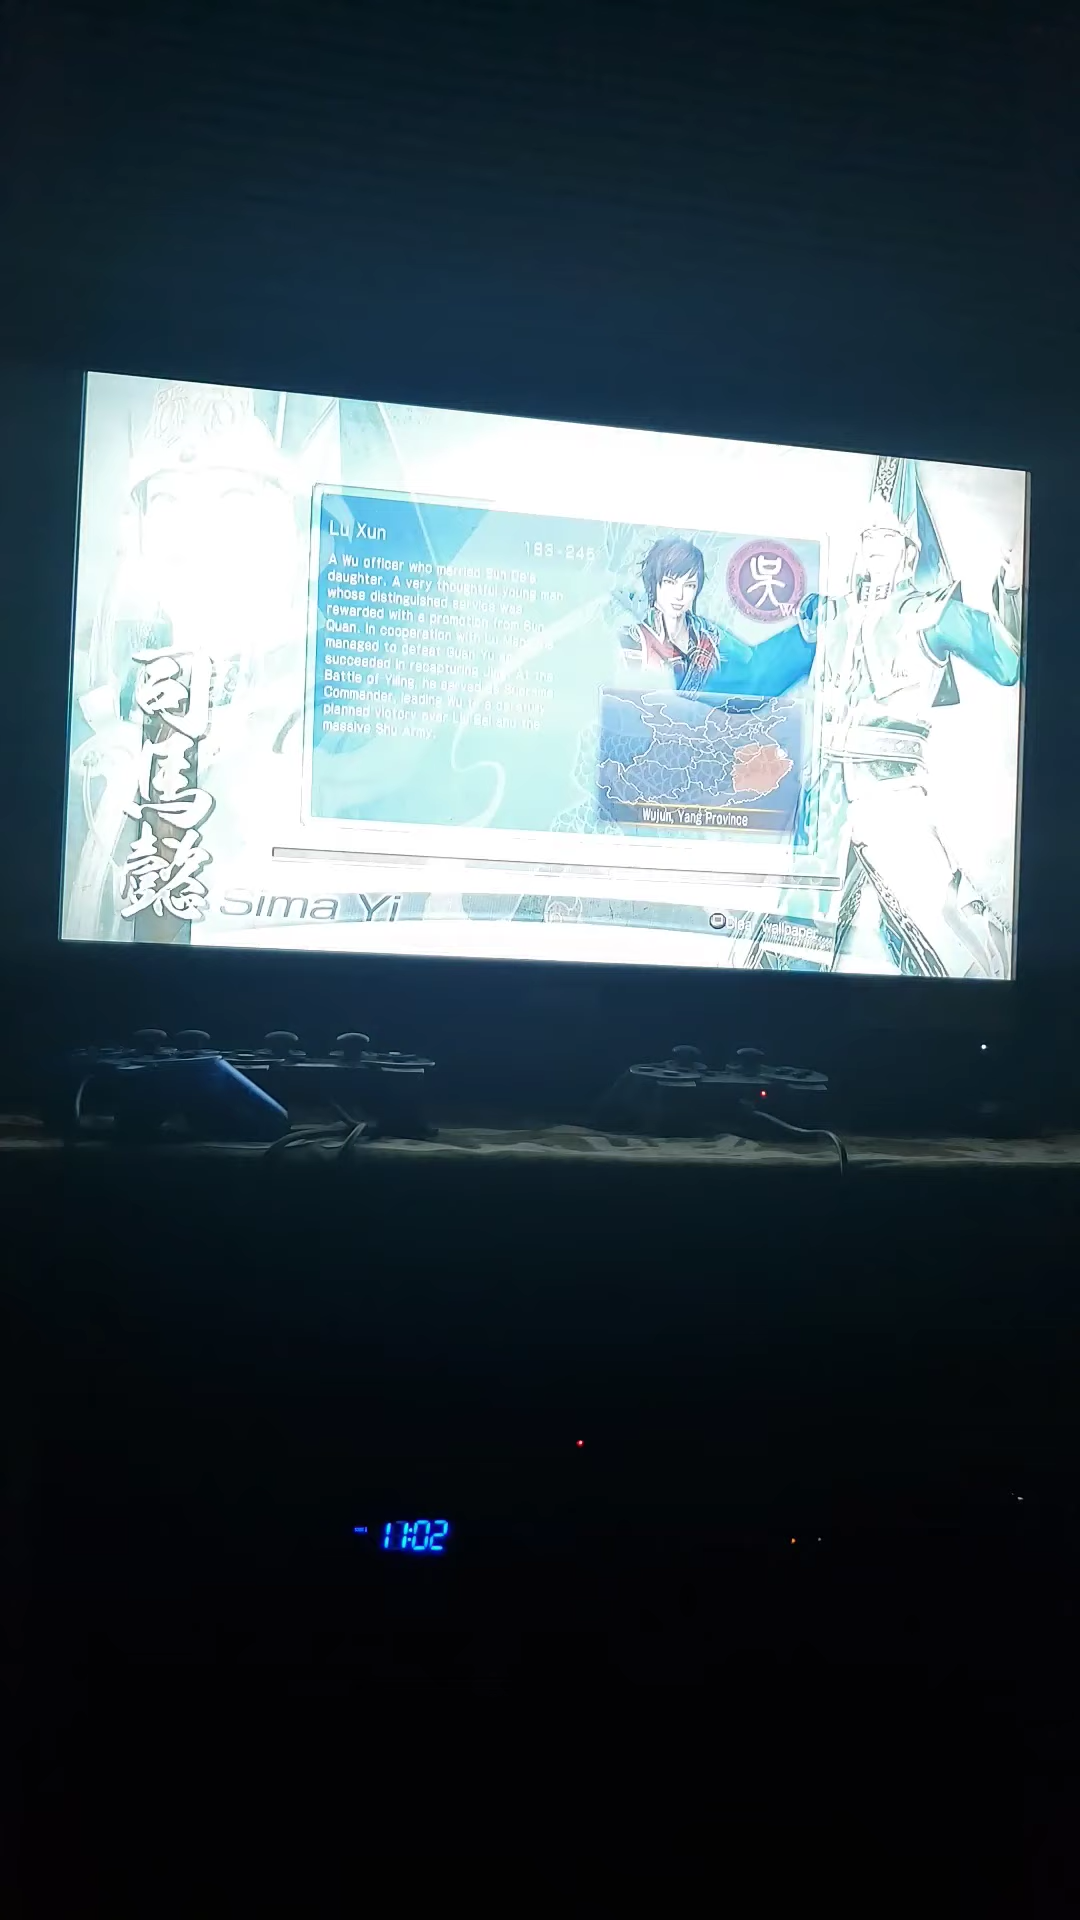 Lu Xun
183-245
A Wu officer who married Sun Ce's
daughter. A very thoughtful young man
whose distinguished service was
rewarded with a promotion from Sun
Quan. In cooperation with Lu Meng, he
managed to defeat Guan Yu and
succeeded in recapturing Jing. At the
Battle of Yiling, he served as Supreme
Commander, leading Wu to a carefully
planned victory over Liu Bei and the
massive Shu Army.
吳
Wu
Wujun, Yang Province
司馬懿
Sima Yi
Clear wallpaper
17:02